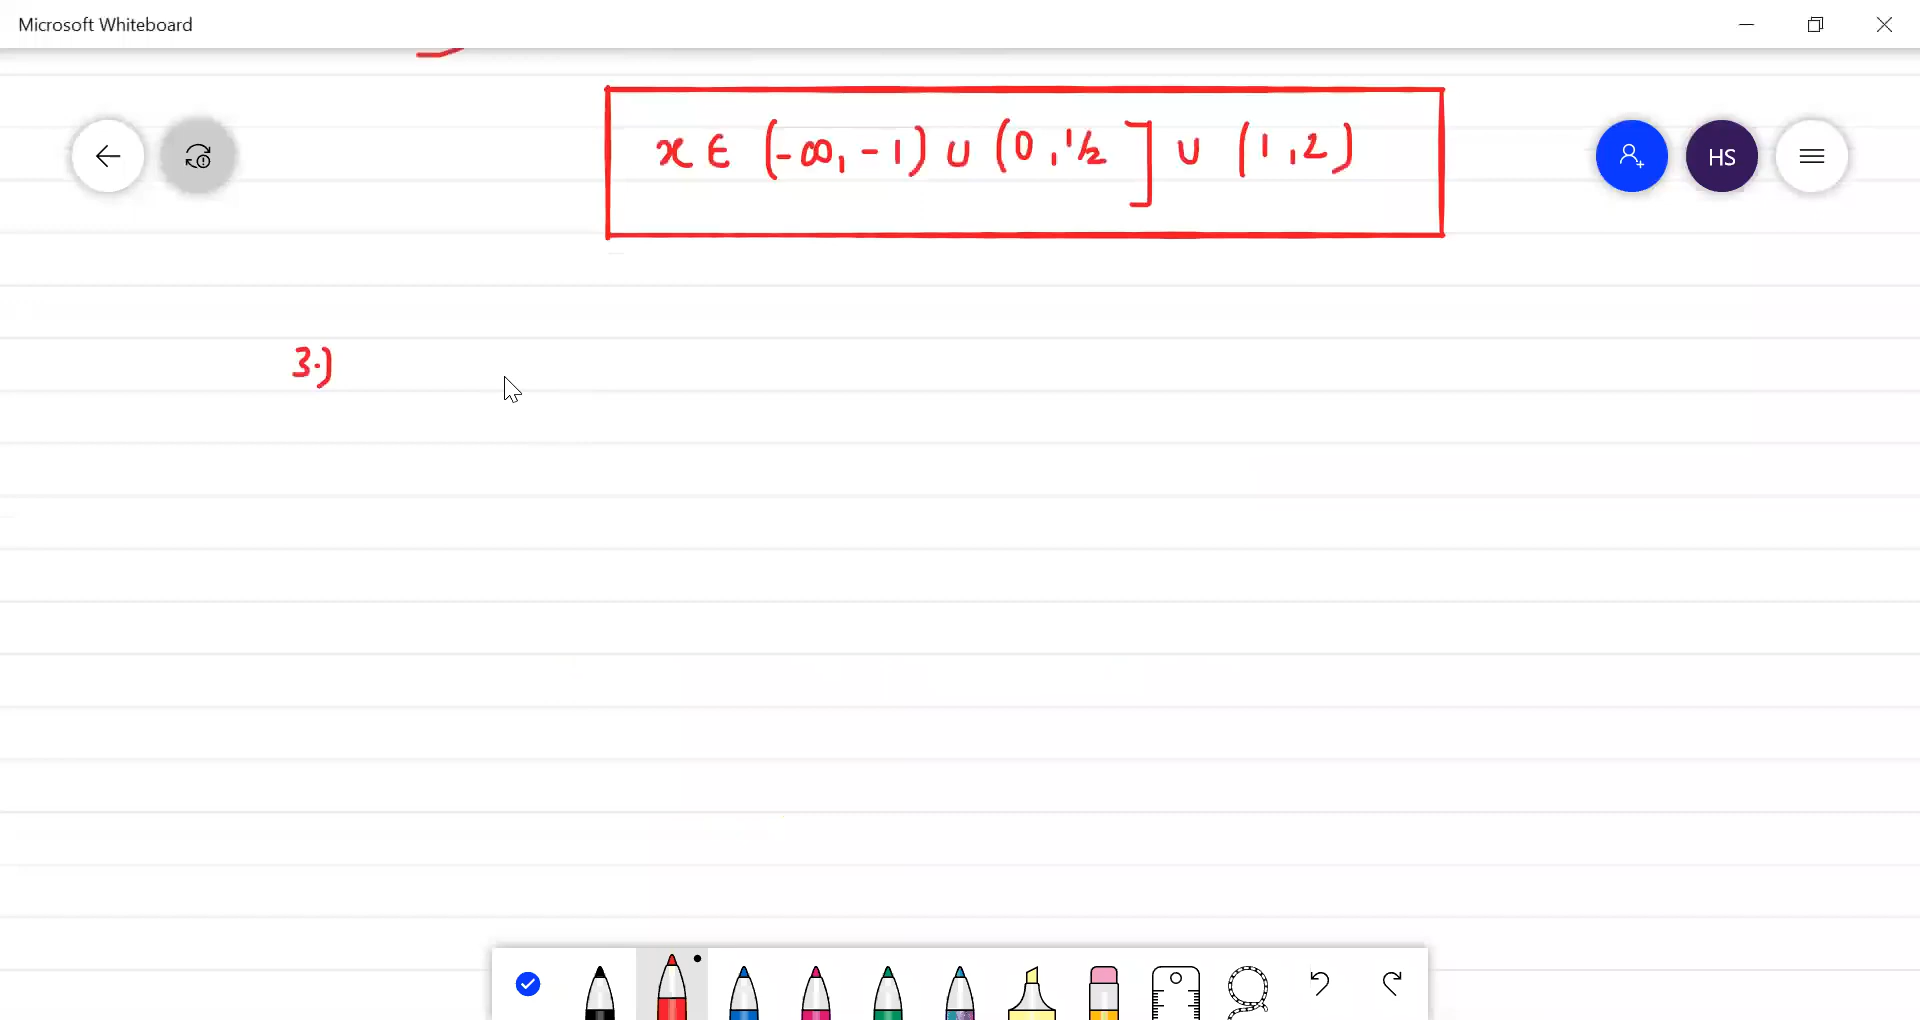 Microsoft Whiteboard
x ∈ (-∞, -1) ∪ (0, 1/2] ∪ (1, 2)
HS
3.)